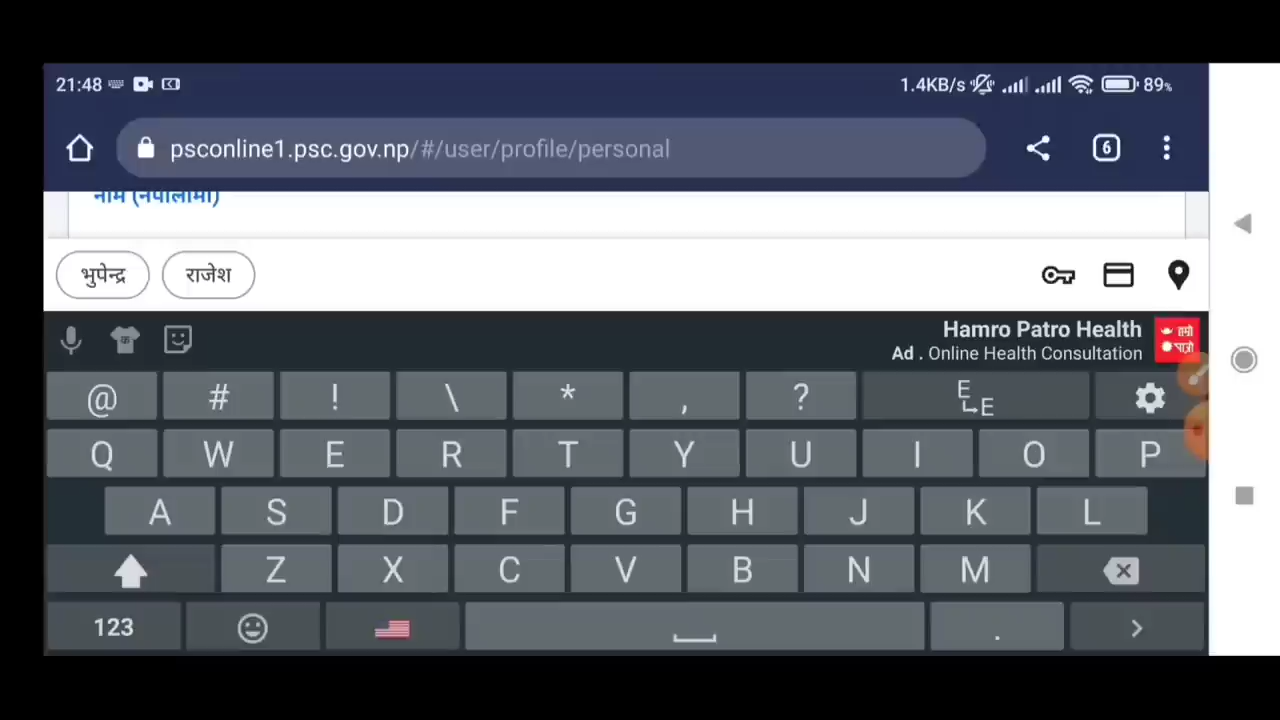 21:48 1.4KB/s 89%
psconline1.psc.gov.np/#/user/profile/personal 6
नाम (नेपालीमा)
भुपेन्द्र राजेश
Hamro Patro Health
Ad . Online Health Consultation
हाम्रो पात्रो
@ # ! \ * , ? E E
Q W E R T Y U I O P
A S D F G H J K L
Z X C V B N M
123 .